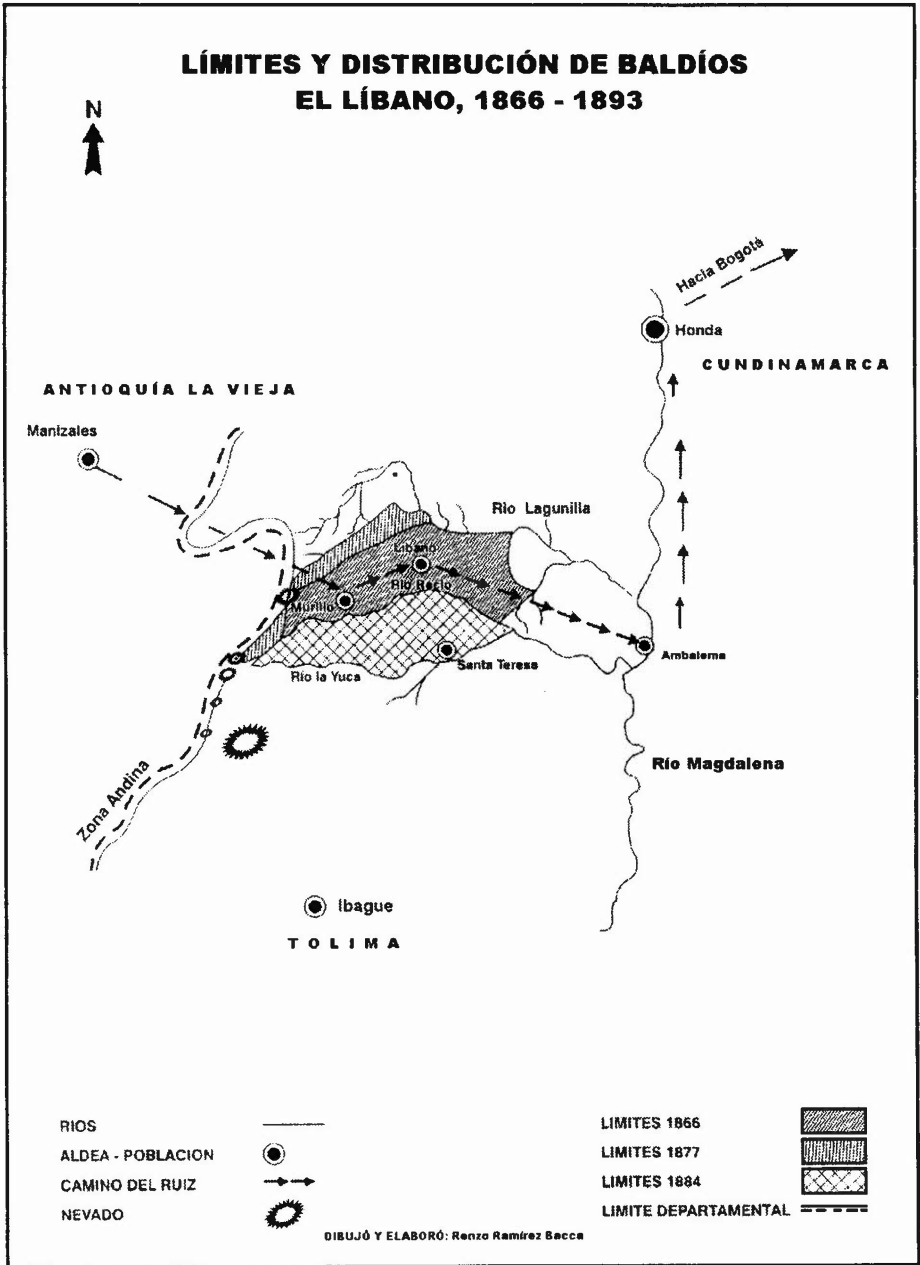 LÍMITES Y DISTRIBUCIÓN DE BALDÍOS
EL LÍBANO, 1866 - 1893
N
Hacia Bogotá
Honda
CUNDINAMARCA
ANTIOQUÍA LA VIEJA
Manizales
Río Lagunilla
Líbano
Río Recio
Murillo
Santa Teresa
Ambalema
Río la Yuca
Río Magdalena
Zona Andina
Ibague
TOLIMA
RIOS
ALDEA - POBLACION
CAMINO DEL RUIZ
NEVADO
LIMITES 1866
LIMITES 1877
LIMITES 1884
LIMITE DEPARTAMENTAL
DIBUJÓ Y ELABORÓ: Renzo Ramírez Bacca